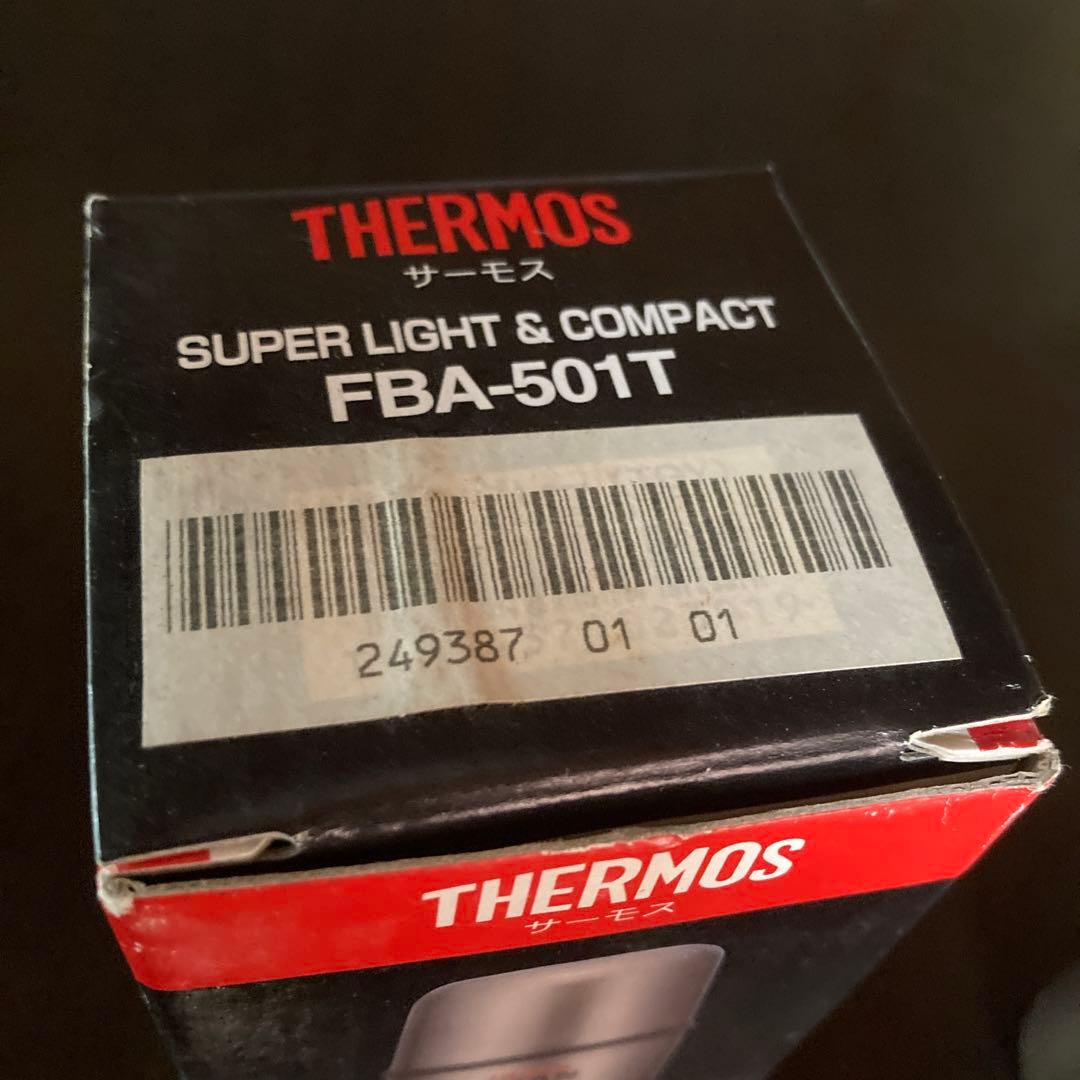 THERMOS
サーモス
SUPER LIGHT & COMPACT
FBA-501T
249387 01 01
THERMOS
サーモス